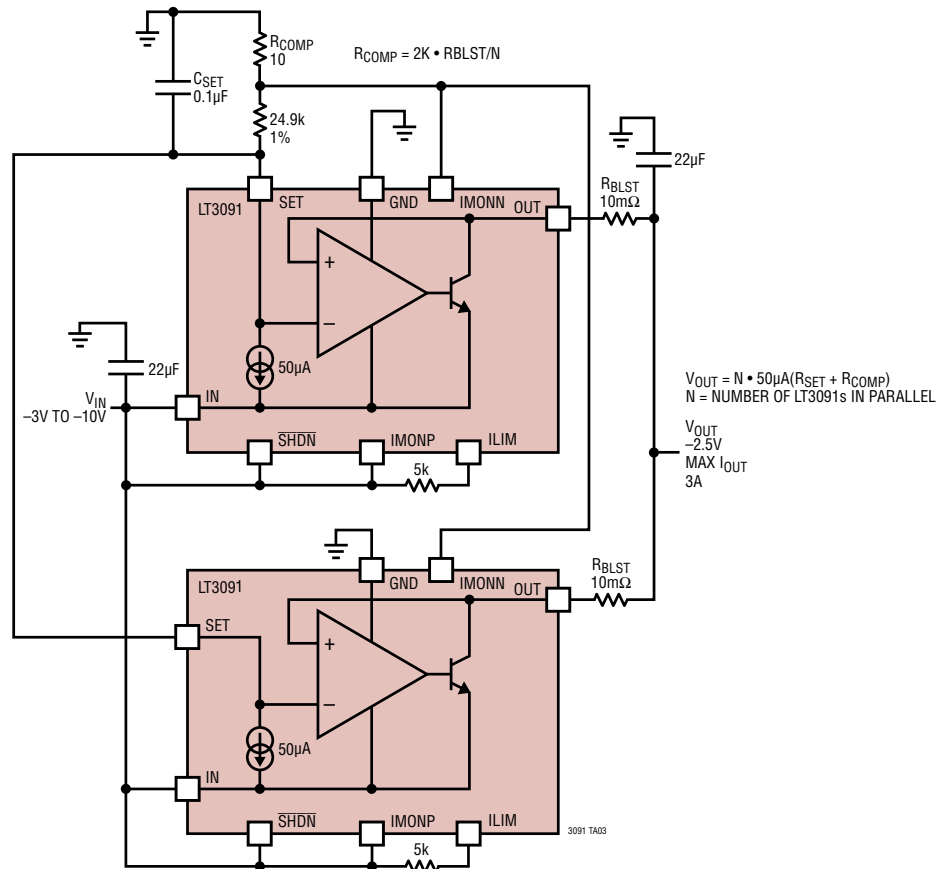 RCOMP
10
RCOMP = 2K • RBLST/N
CSET
0.1µF
24.9k
1%
22µF
RBLST
10mΩ
LT3091
SET
GND
IMONN
OUT
+
–
50µA
22µF
VIN
–3V TO –10V
IN
SHDN
IMONP
ILIM
5k
VOUT = N • 50µA(RSET + RCOMP)
N = NUMBER OF LT3091s IN PARALLEL
VOUT
–2.5V
MAX IOUT
3A
LT3091
GND
IMONN
OUT
RBLST
10mΩ
SET
+
–
50µA
IN
SHDN
IMONP
ILIM
5k
3091 TA03